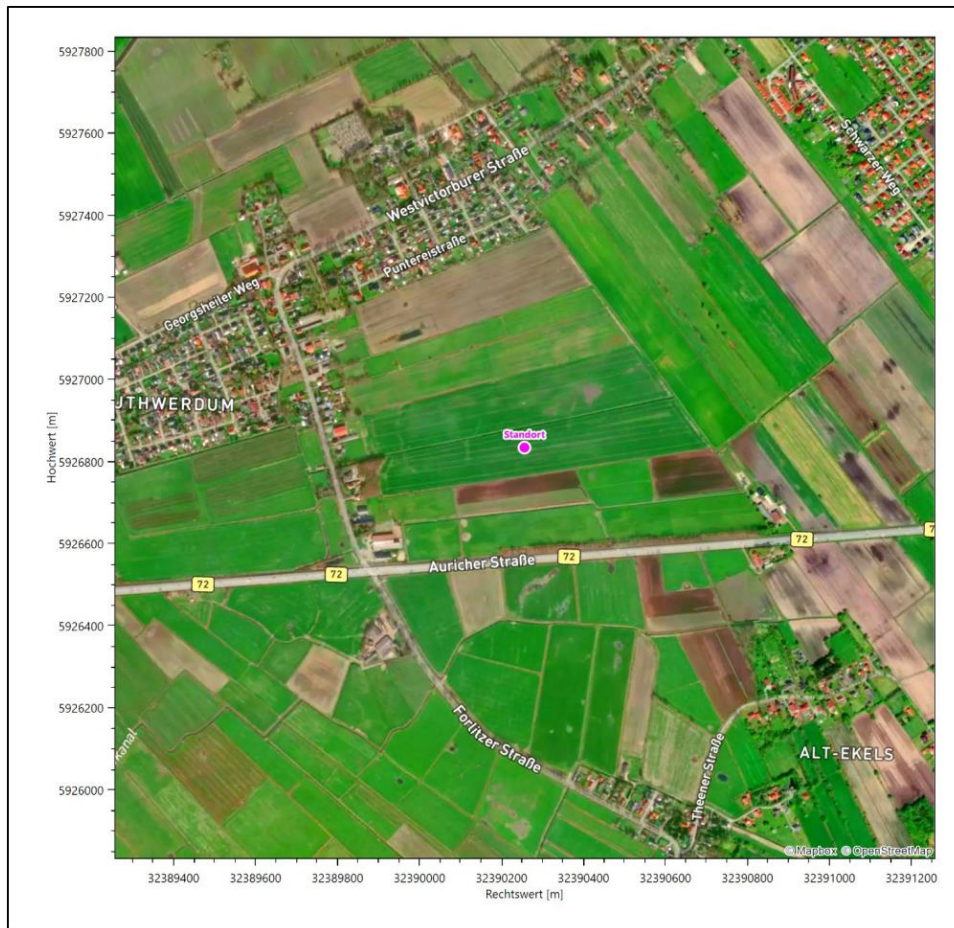 5927800
5927600
5927400
5927200
5927000
5926800
5926600
5926400
5926200
5926000
Hochwert [m]
Schwarzer Weg
Westvictorburer Straße
Puntereistraße
Georgsheiler Weg
UTHWERDUM
Standort
72
72
72
72
7
Auricher Straße
Forlitzer Straße
Theener Straße
ALT-EKELS
kanal
© Mapbox © OpenStreetMap
32389400
32389600
32389800
32390000
32390200
32390400
32390600
32390800
32391000
32391200
Rechtswert [m]